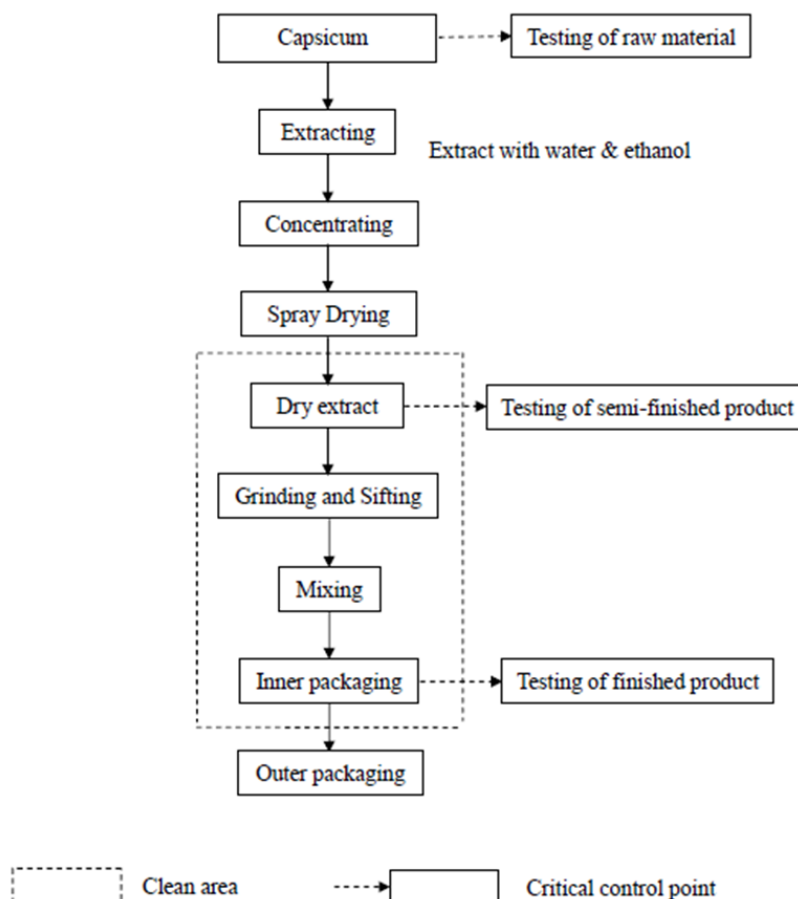 Capsicum
Testing of raw material
Extracting
Extract with water & ethanol
Concentrating
Spray Drying
Dry extract
Testing of semi-finished product
Grinding and Sifting
Mixing
Inner packaging
Testing of finished product
Outer packaging
Clean area
Critical control point